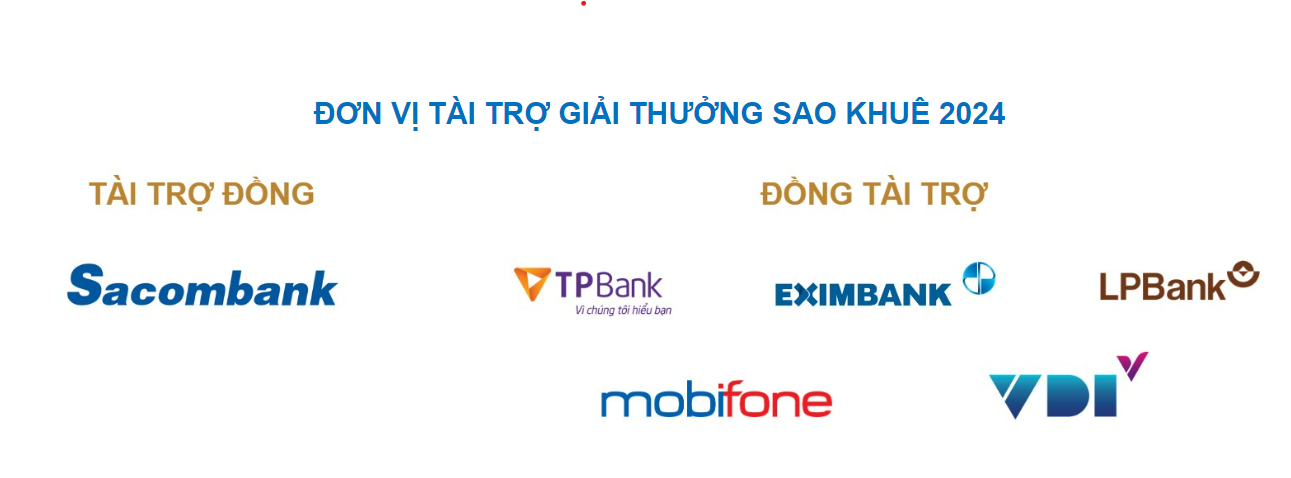 ĐƠN VỊ TÀI TRỢ GIẢI THƯỞNG SAO KHUÊ 2024
TÀI TRỢ ĐỒNG
ĐỒNG TÀI TRỢ
Sacombank
TPBank
Vì chúng tôi hiểu bạn
EXIMBANK
LPBank
mobifone
VDI